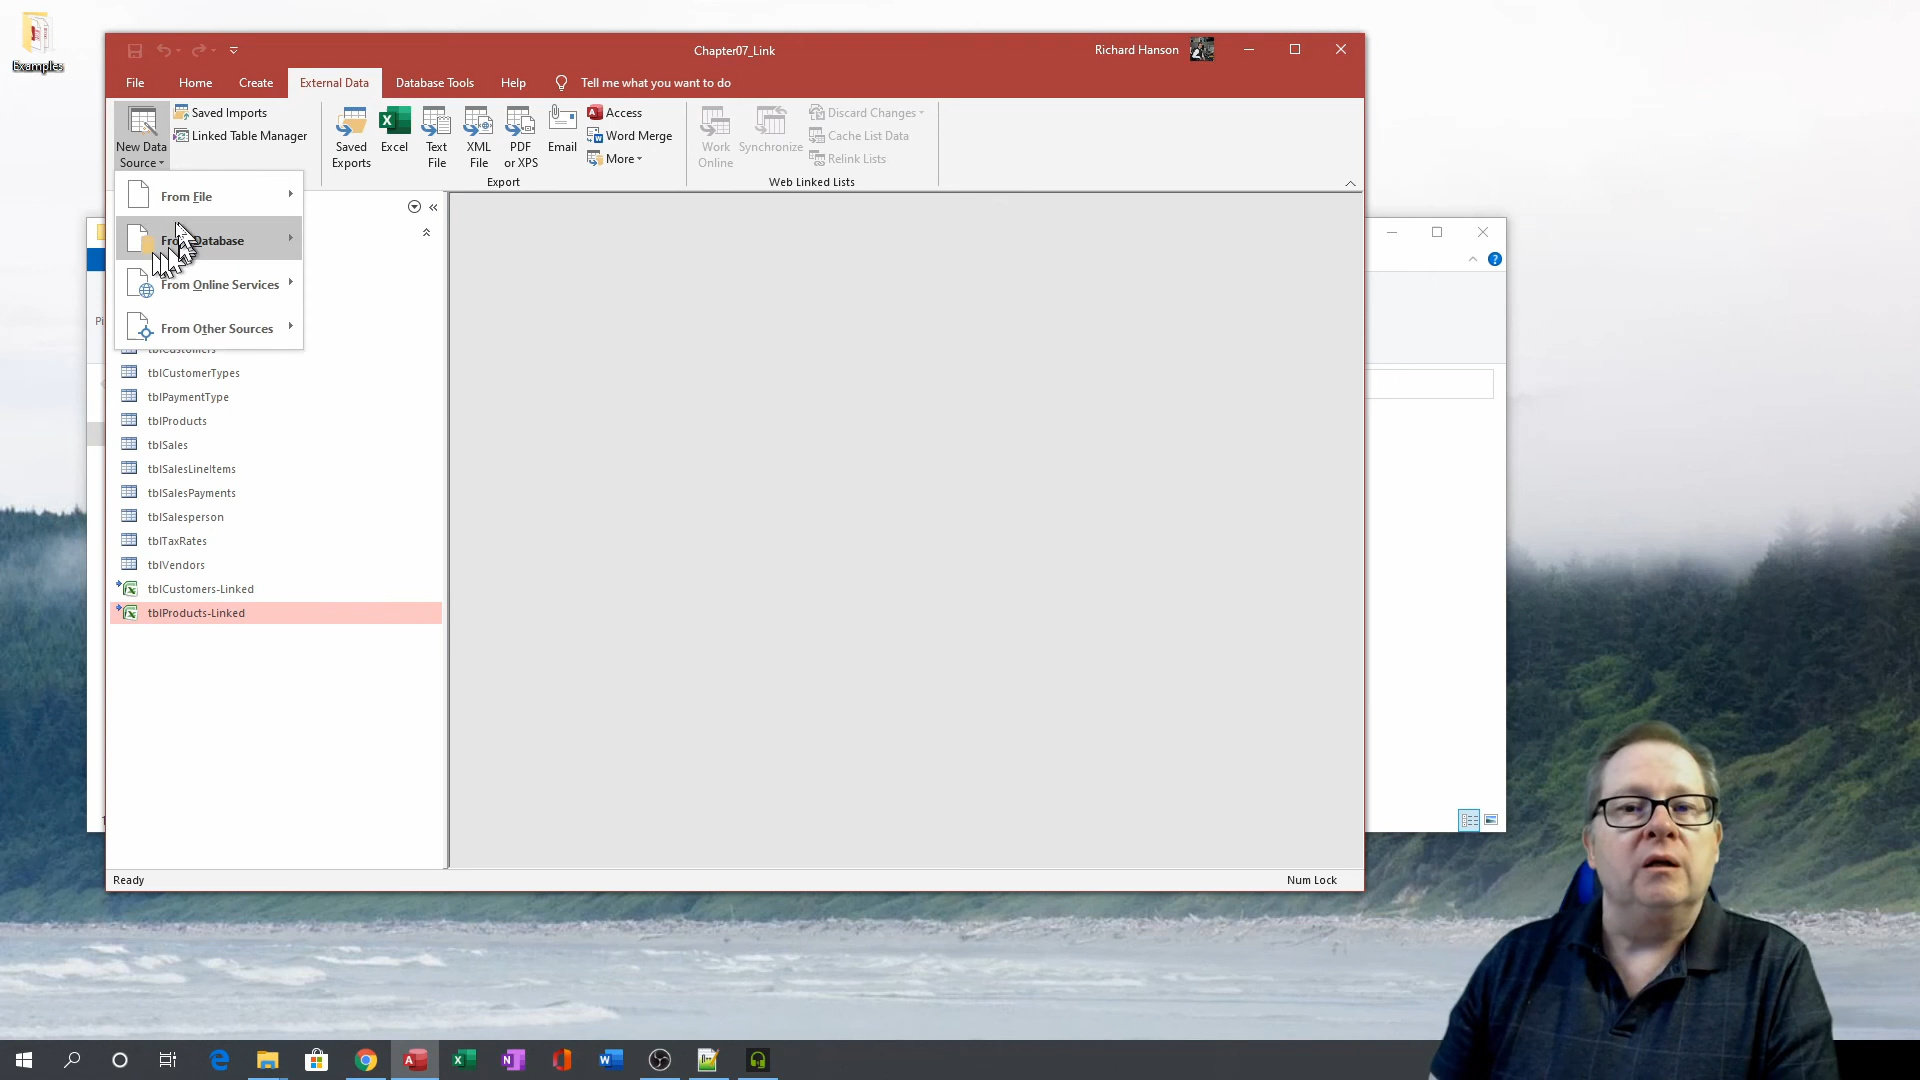 Examples
Chapter07_Link
Richard Hanson
File
Home
Create
External Data
Database Tools
Help
Tell me what you want to do
New Data
Source
Saved Imports
Linked Table Manager
Saved
Exports
Excel
Text
File
XML
File
PDF
or XPS
Email
Access
Word Merge
More
Export
Work
Online
Synchronize
Discard Changes
Cache List Data
Relink Lists
Web Linked Lists
From File
From Database
From Online Services
From Other Sources
tblCustomers
tblCustomerTypes
tblPaymentType
tblProducts
tblSales
tblSalesLineItems
tblSalesPayments
tblSalesperson
tblTaxRates
tblVendors
tblCustomers-Linked
tblProducts-Linked
Ready
Num Lock